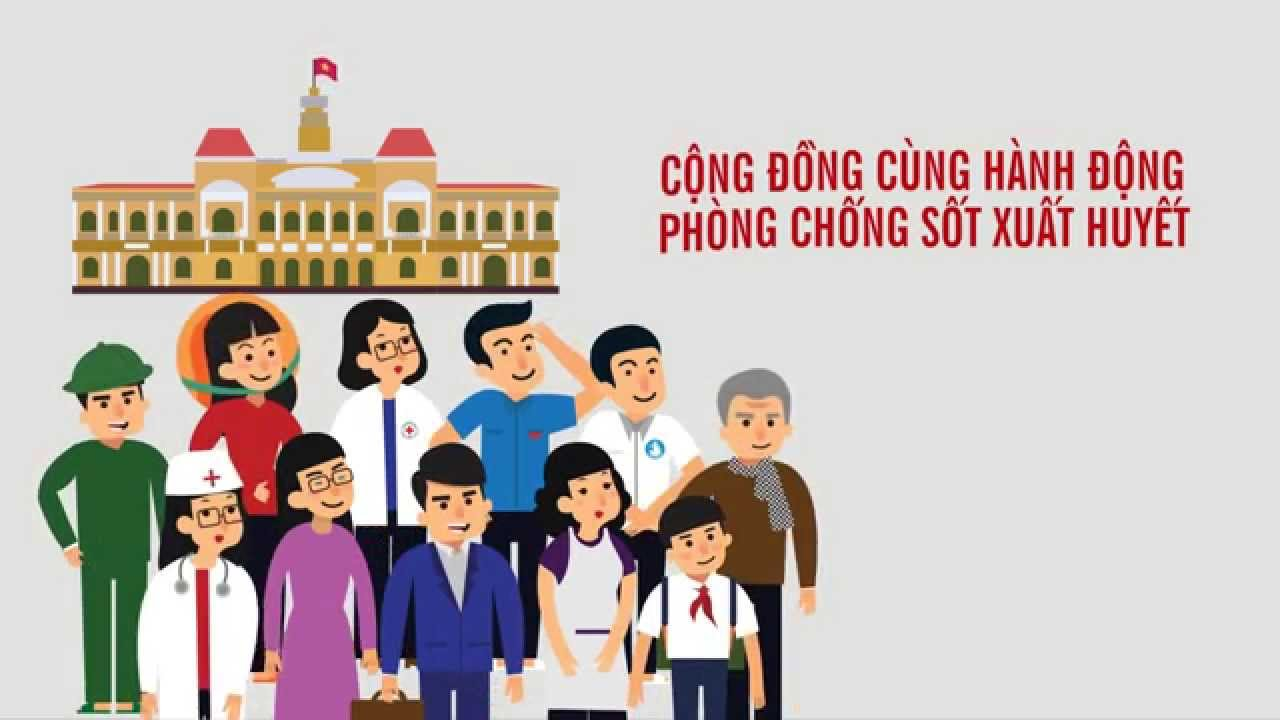 CỘNG ĐỒNG CÙNG HÀNH ĐỘNG
PHÒNG CHỐNG SỐT XUẤT HUYẾT